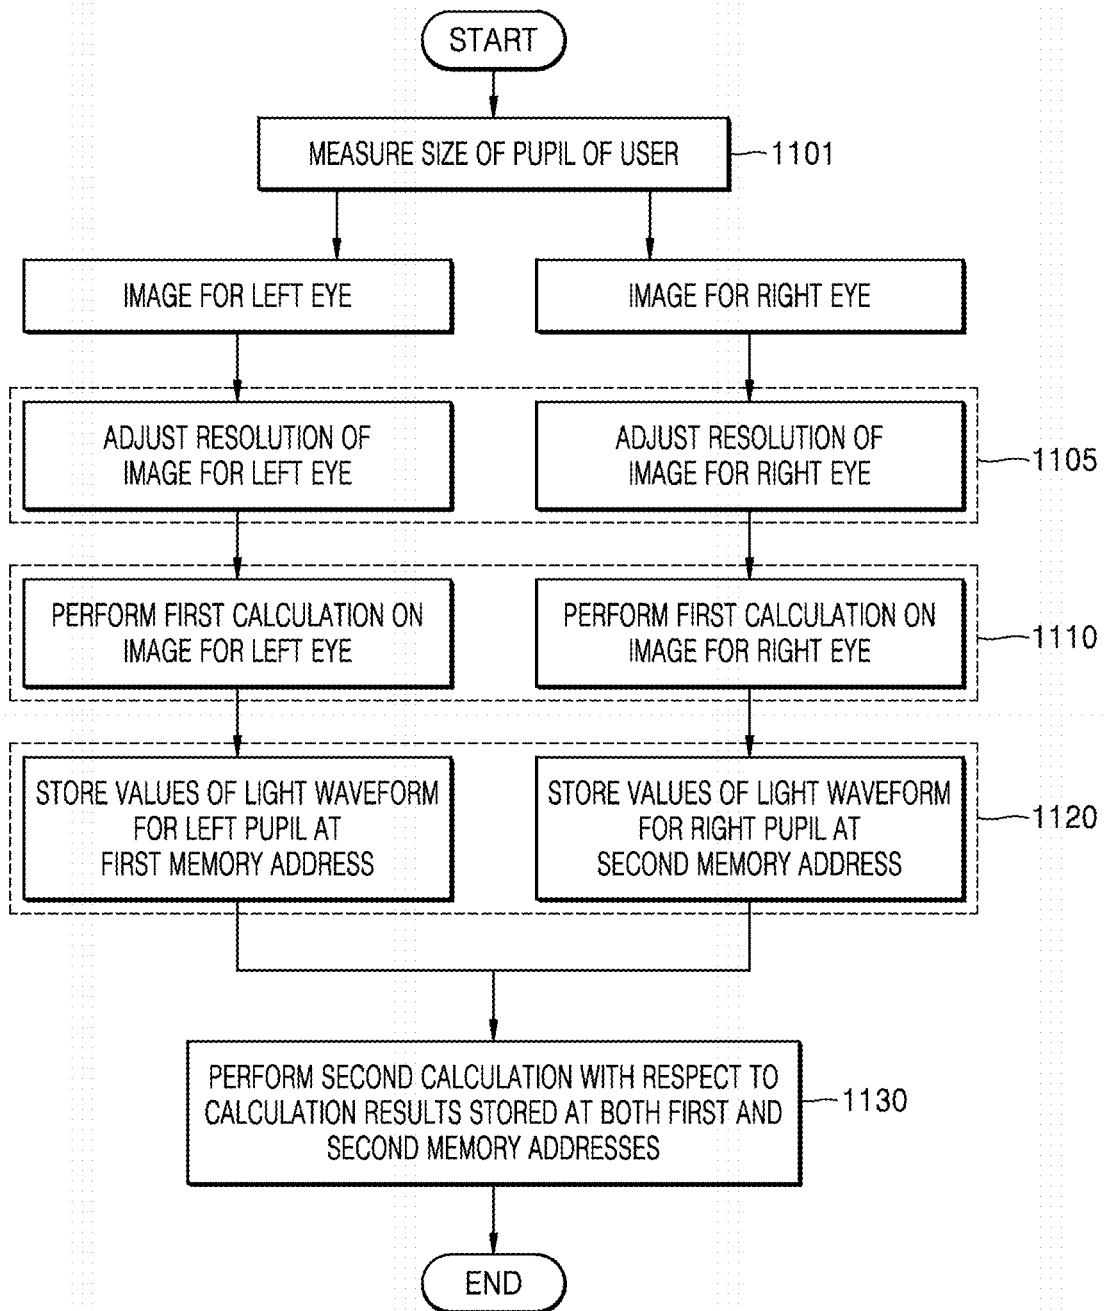 START
MEASURE SIZE OF PUPIL OF USER
1101
IMAGE FOR LEFT EYE
IMAGE FOR RIGHT EYE
ADJUST RESOLUTION OF
IMAGE FOR LEFT EYE
ADJUST RESOLUTION OF
IMAGE FOR RIGHT EYE
1105
PERFORM FIRST CALCULATION ON
IMAGE FOR LEFT EYE
PERFORM FIRST CALCULATION ON
IMAGE FOR RIGHT EYE
1110
STORE VALUES OF LIGHT WAVEFORM
FOR LEFT PUPIL AT
FIRST MEMORY ADDRESS
STORE VALUES OF LIGHT WAVEFORM
FOR RIGHT PUPIL AT
SECOND MEMORY ADDRESS
1120
PERFORM SECOND CALCULATION WITH RESPECT TO
CALCULATION RESULTS STORED AT BOTH FIRST AND
SECOND MEMORY ADDRESSES
1130
END